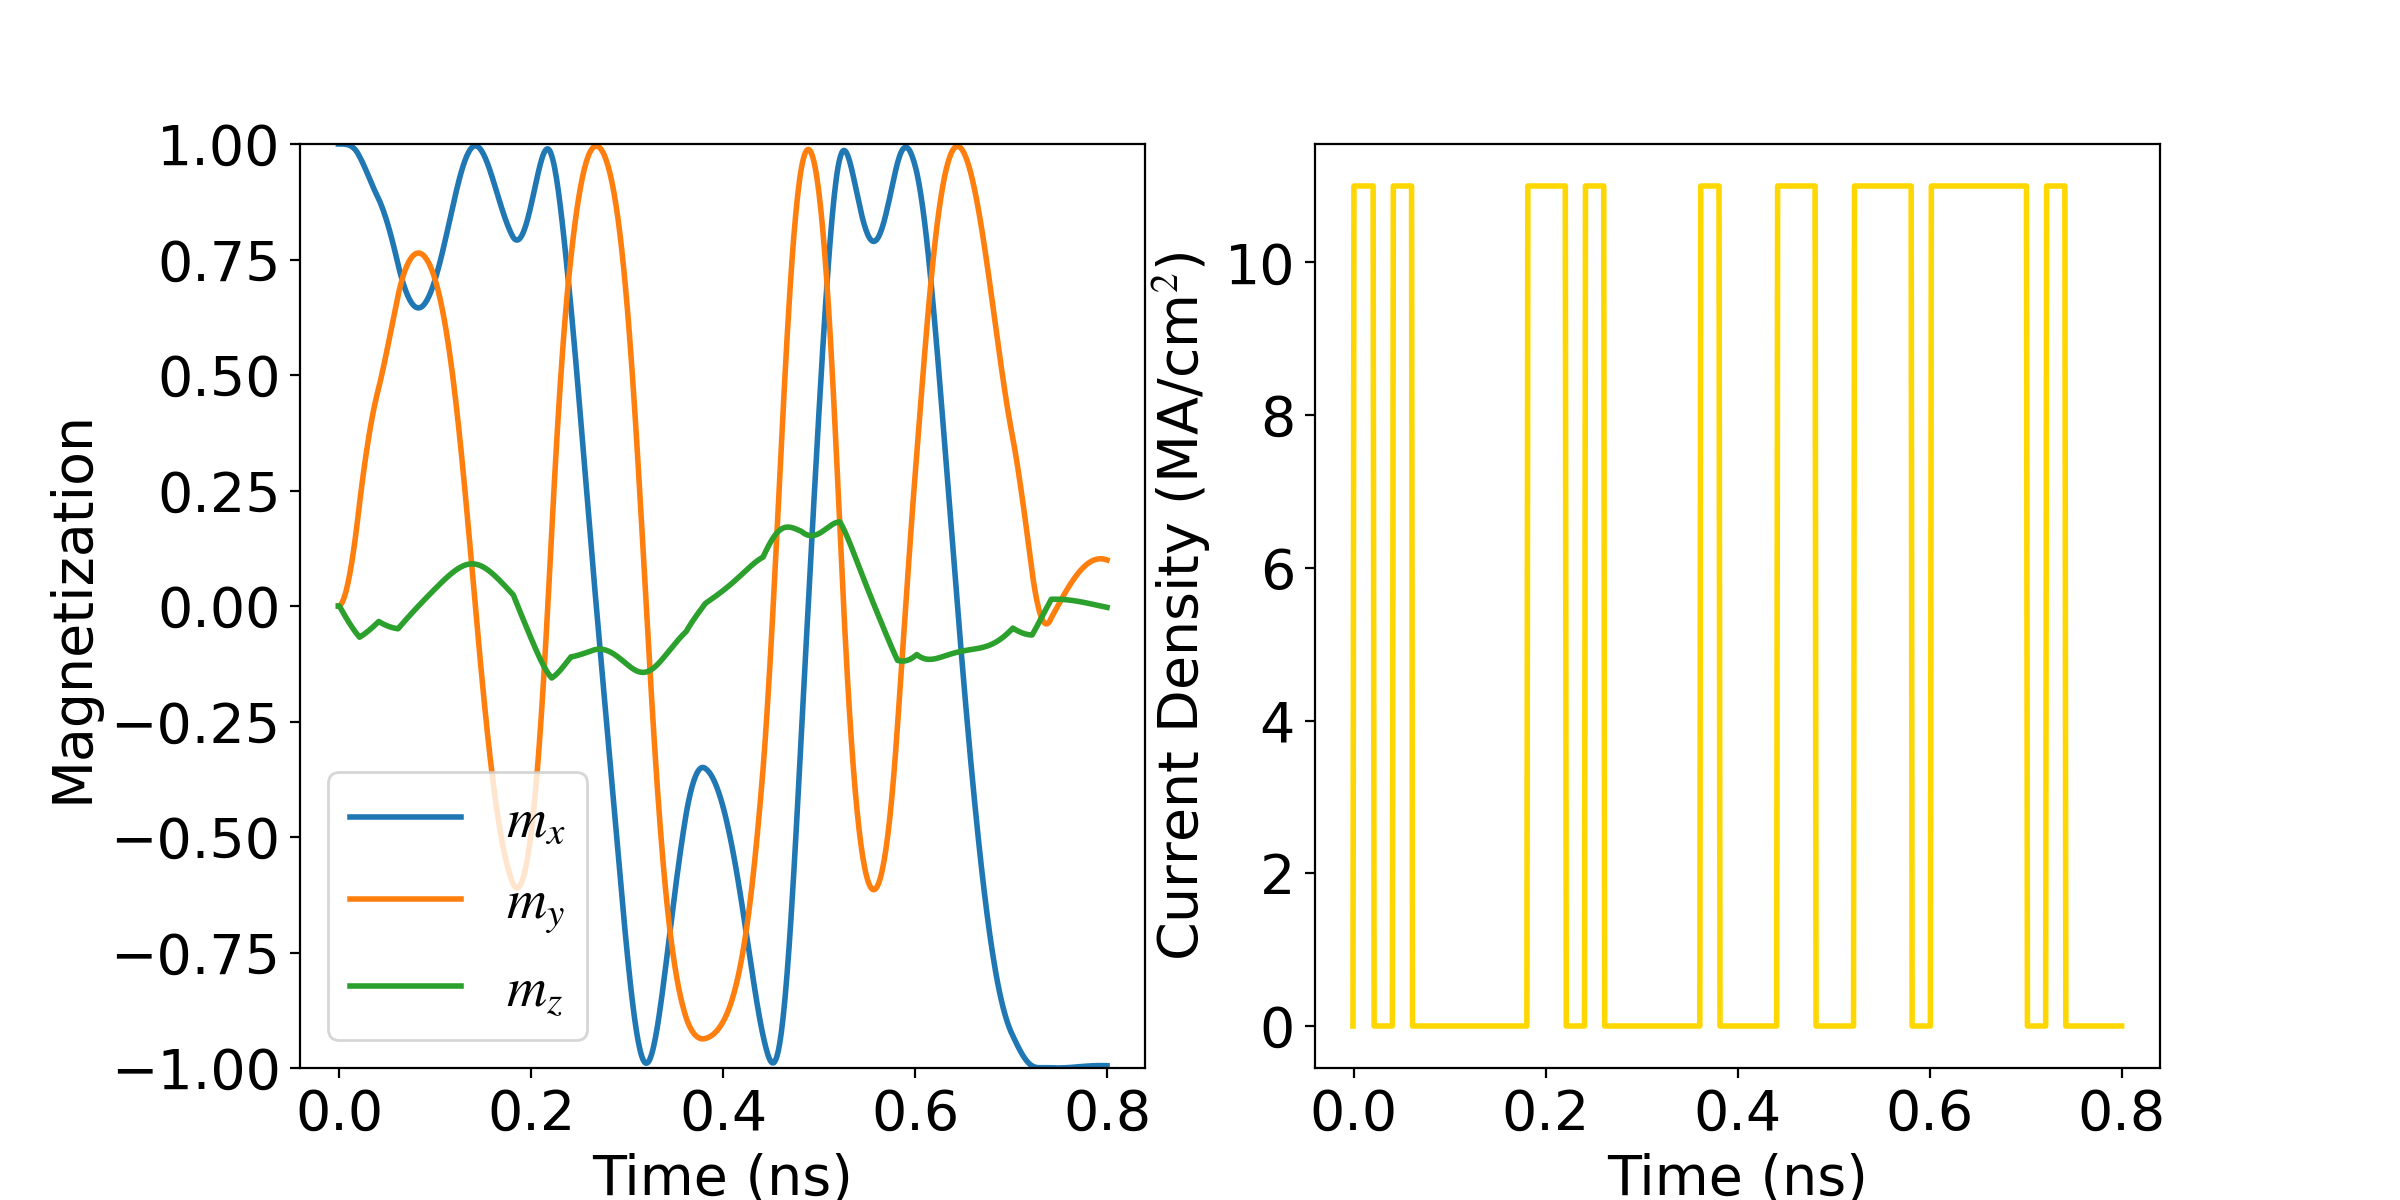 Magnetization
1.00
0.75
0.50
0.25
0.00
−0.25
−0.50
−0.75
−1.00
0.0 0.2 0.4 0.6 0.8
Time (ns)
m_x
m_y
m_z
Current Density (MA/cm²)
10
8
6
4
2
0
0.0 0.2 0.4 0.6 0.8
Time (ns)